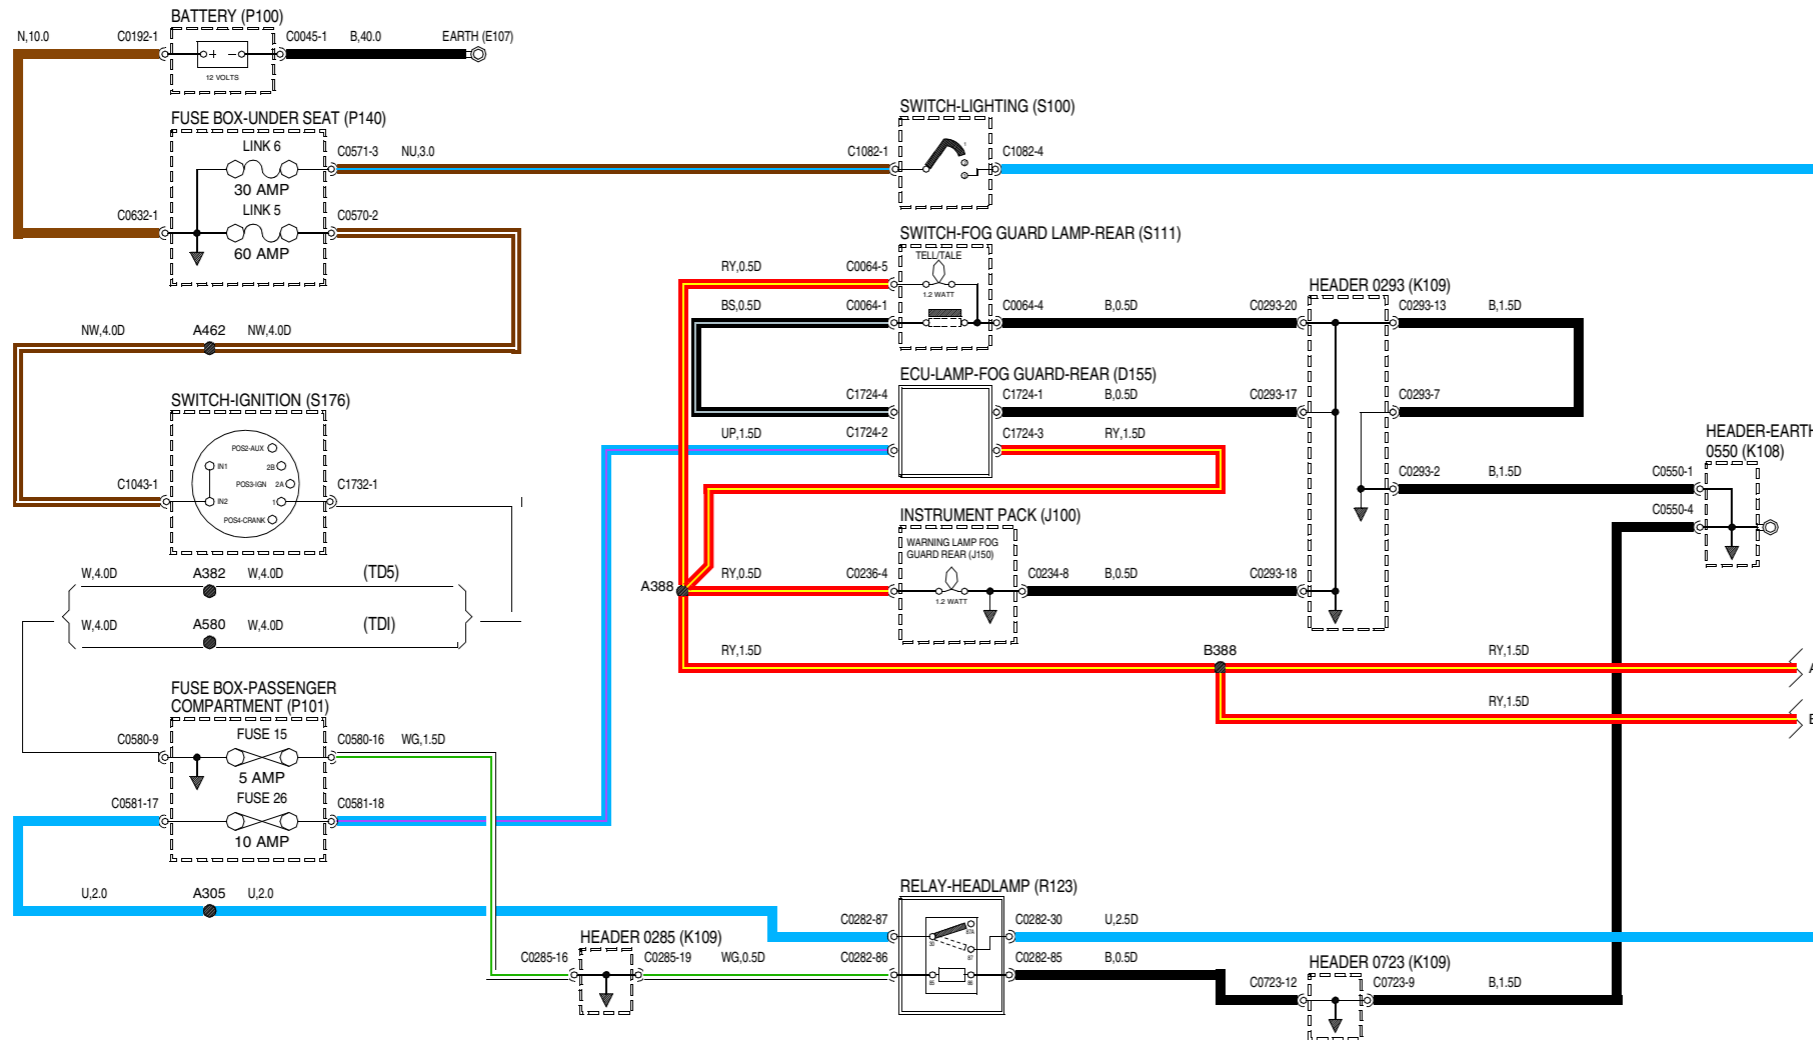 BATTERY (P100)
N,10.0 C0192-1 C0045-1 B,40.0 EARTH (E107)
+ −
12 VOLTS
FUSE BOX-UNDER SEAT (P140)
LINK 6
C0571-3 NU,3.0
30 AMP
LINK 5
C0632-1 C0570-2
60 AMP
NW,4.0D A462 NW,4.0D
SWITCH-IGNITION (S176)
POS2-AUX
IN1 2B
POS3-IGN 2A
C1043-1 IN2 1 C1732-1
POS4-CRANK
W,4.0D A382 W,4.0D (TD5)
W,4.0D A580 W,4.0D (TDI)
FUSE BOX-PASSENGER
COMPARTMENT (P101)
FUSE 15
C0580-9 C0580-16 WG,1.5D
5 AMP
FUSE 26
C0581-17 C0581-18
10 AMP
U,2.0 A305 U,2.0
SWITCH-LIGHTING (S100)
C1082-1 C1082-4
SWITCH-FOG GUARD LAMP-REAR (S111)
TELL/TALE
RY,0.5D C0064-5
1.2 WATT
BS,0.5D C0064-1 C0064-4 B,0.5D C0293-20
HEADER 0293 (K109)
C0293-13 B,1.5D
ECU-LAMP-FOG GUARD-REAR (D155)
C1724-4 C1724-1 B,0.5D C0293-17 C0293-7
UP,1.5D C1724-2 C1724-3 RY,1.5D
HEADER-EARTH
0550 (K108)
C0293-2 B,1.5D C0550-1
C0550-4
INSTRUMENT PACK (J100)
WARNING LAMP FOG
GUARD REAR (J150)
A388 RY,0.5D C0236-4 C0234-8 B,0.5D C0293-18
1.2 WATT
RY,1.5D B388 RY,1.5D A
RY,1.5D
RELAY-HEADLAMP (R123)
C0282-87 C0282-30 U,2.5D
87A
30
87
HEADER 0285 (K109)
C0285-16 C0285-19 WG,0.5D C0282-86 C0282-85 B,0.5D
85 86
HEADER 0723 (K109)
C0723-12 C0723-9 B,1.5D